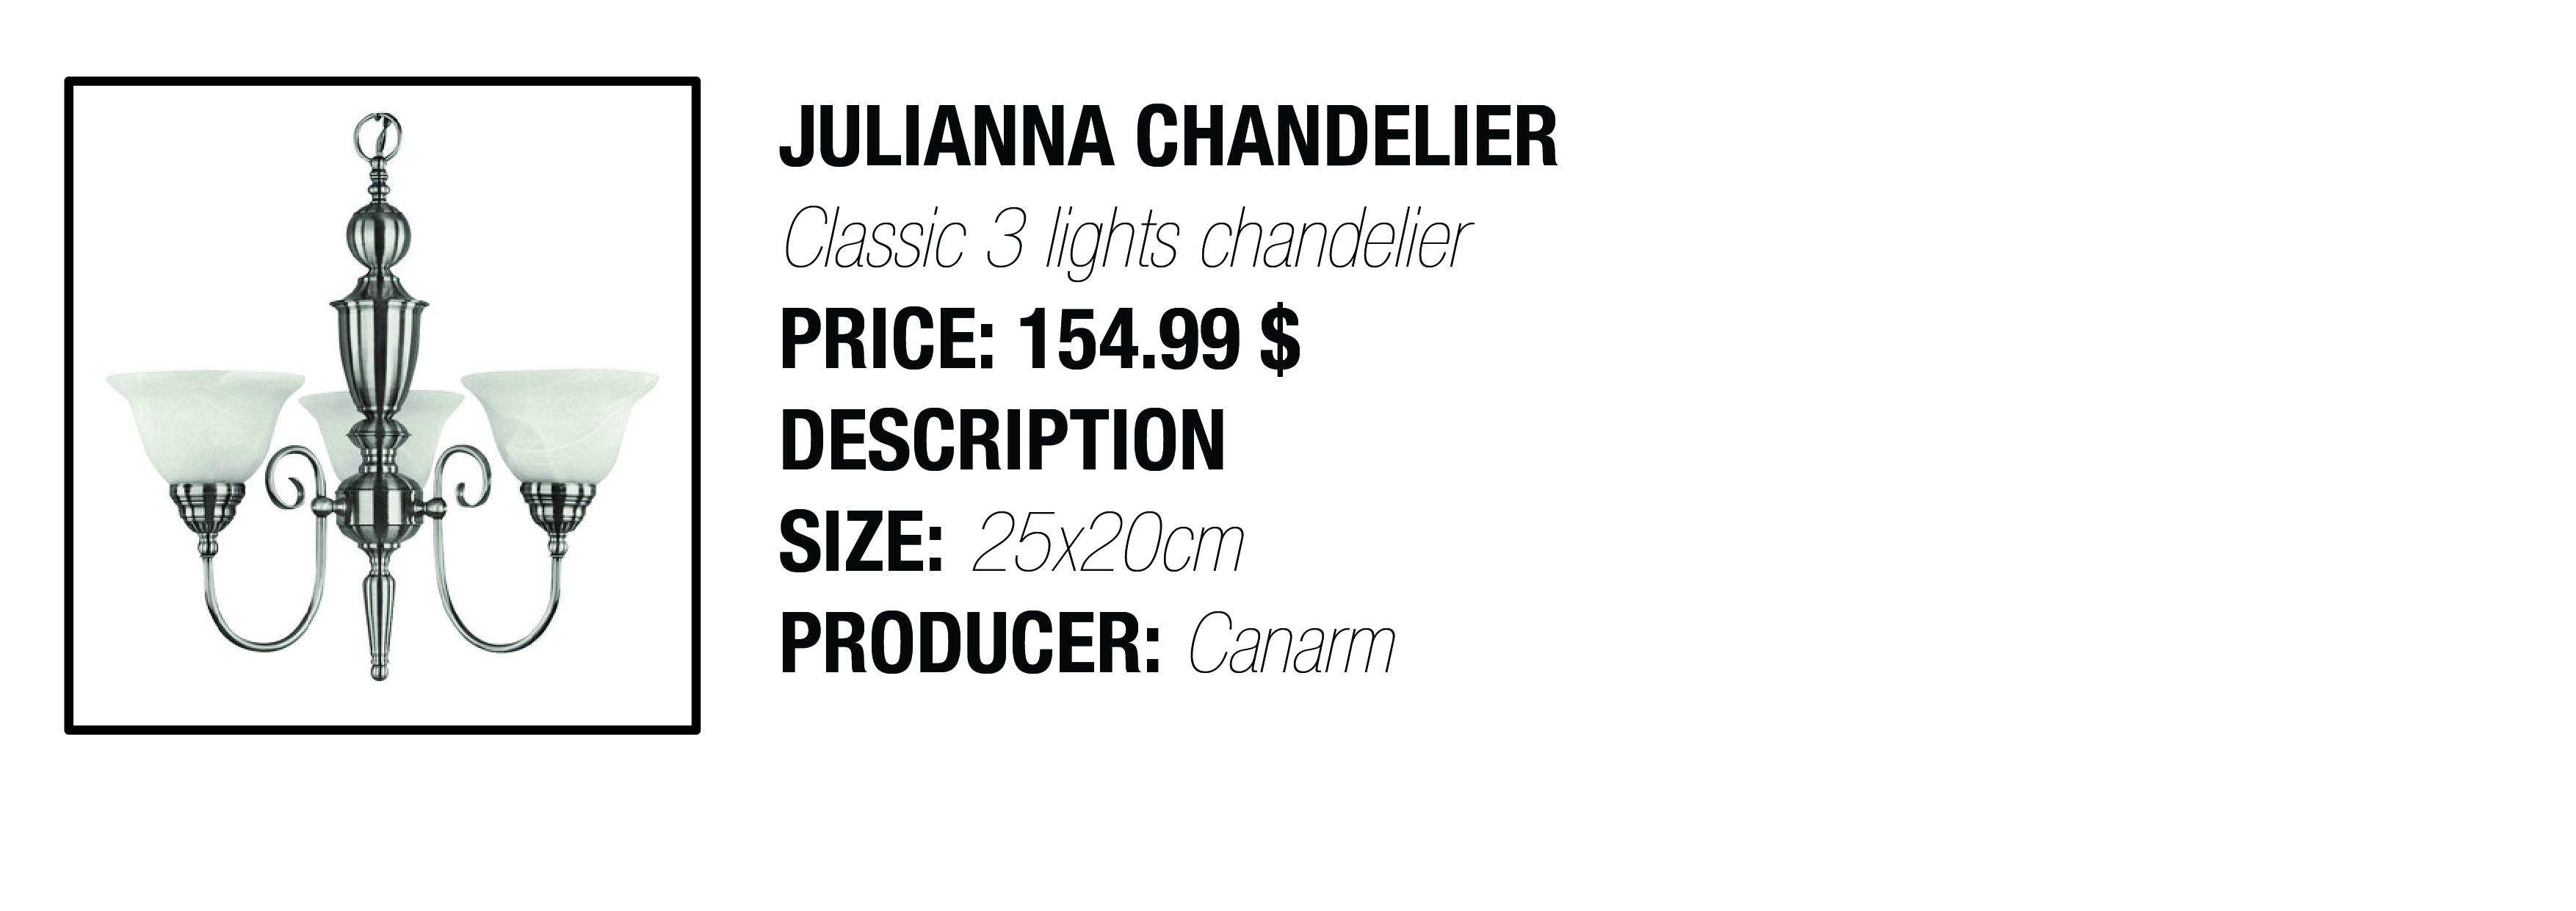 JULIANNA CHANDELIER
Classic 3 lights chandelier
PRICE: 154.99 $
DESCRIPTION
SIZE: 25x20cm
PRODUCER: Canarm